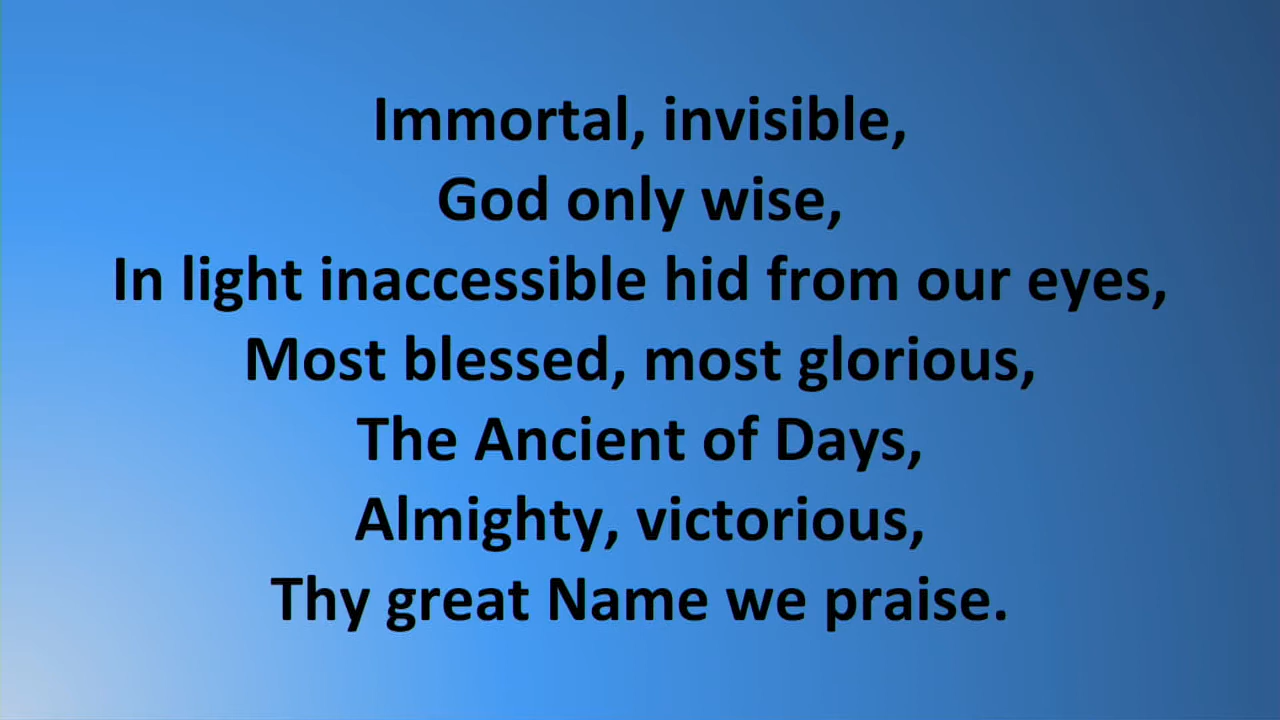 Immortal, invisible,
God only wise,
In light inaccessible hid from our eyes,
Most blessed, most glorious,
The Ancient of Days,
Almighty, victorious,
Thy great Name we praise.